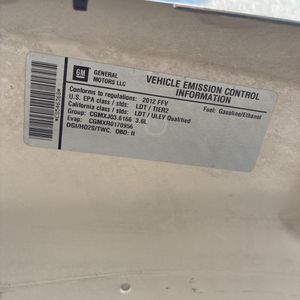 GM
GENERAL
MOTORS LLC
VEHICLE EMISSION CONTROL
INFORMATION
Conforms to regulations: 2012 FFV
Fuel: Gasoline/Ethanol
U.S. EPA class / stds: LDT / TIER2
California class / stds: LDT / ULEV Qualified
Group: CGMXJ03.6166 3.6L
Evap: CGMXR0170956
DGI/HO2S/TWC, OBD: II